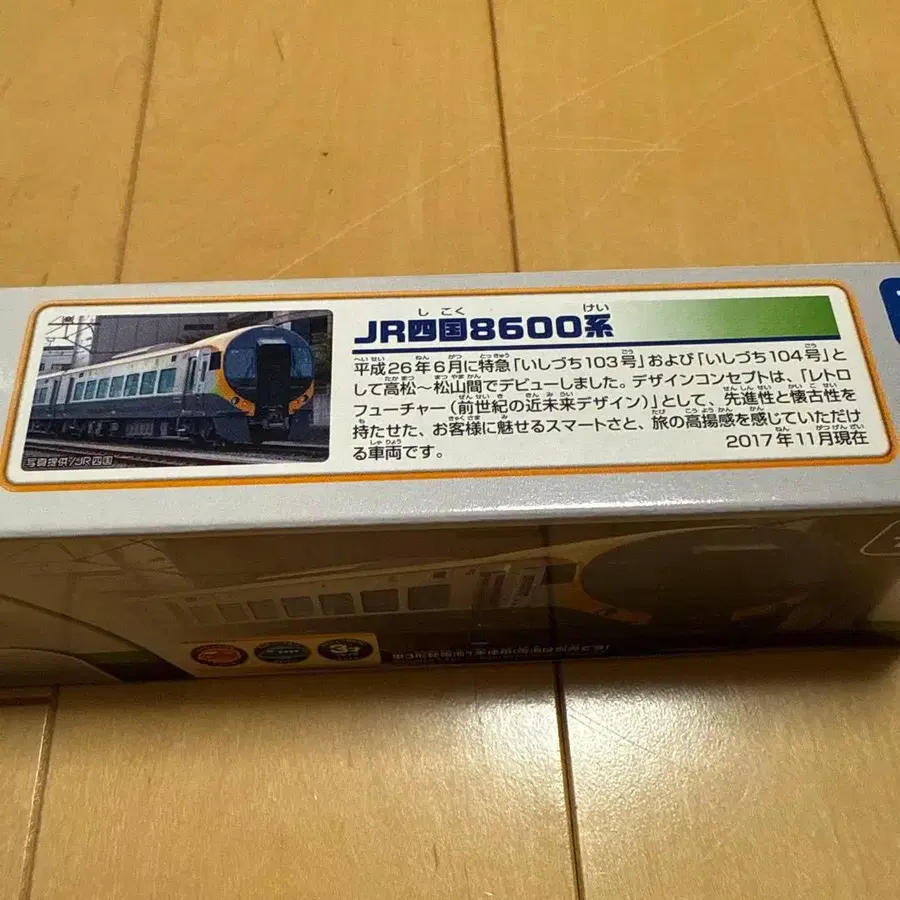 JR四国8600系
平成26年6月に特急「いしづち103号」および「いしづち104号」と
して高松～松山間でデビューしました。デザインコンセプトは、「レトロ
フューチャー(前世紀の近未来デザイン)」として、先進性と懐古性を
持たせた、お客様に魅せるスマートさと、旅の高揚感を感じていただけ
る車両です。
2017年11月現在
写真提供/JR四国